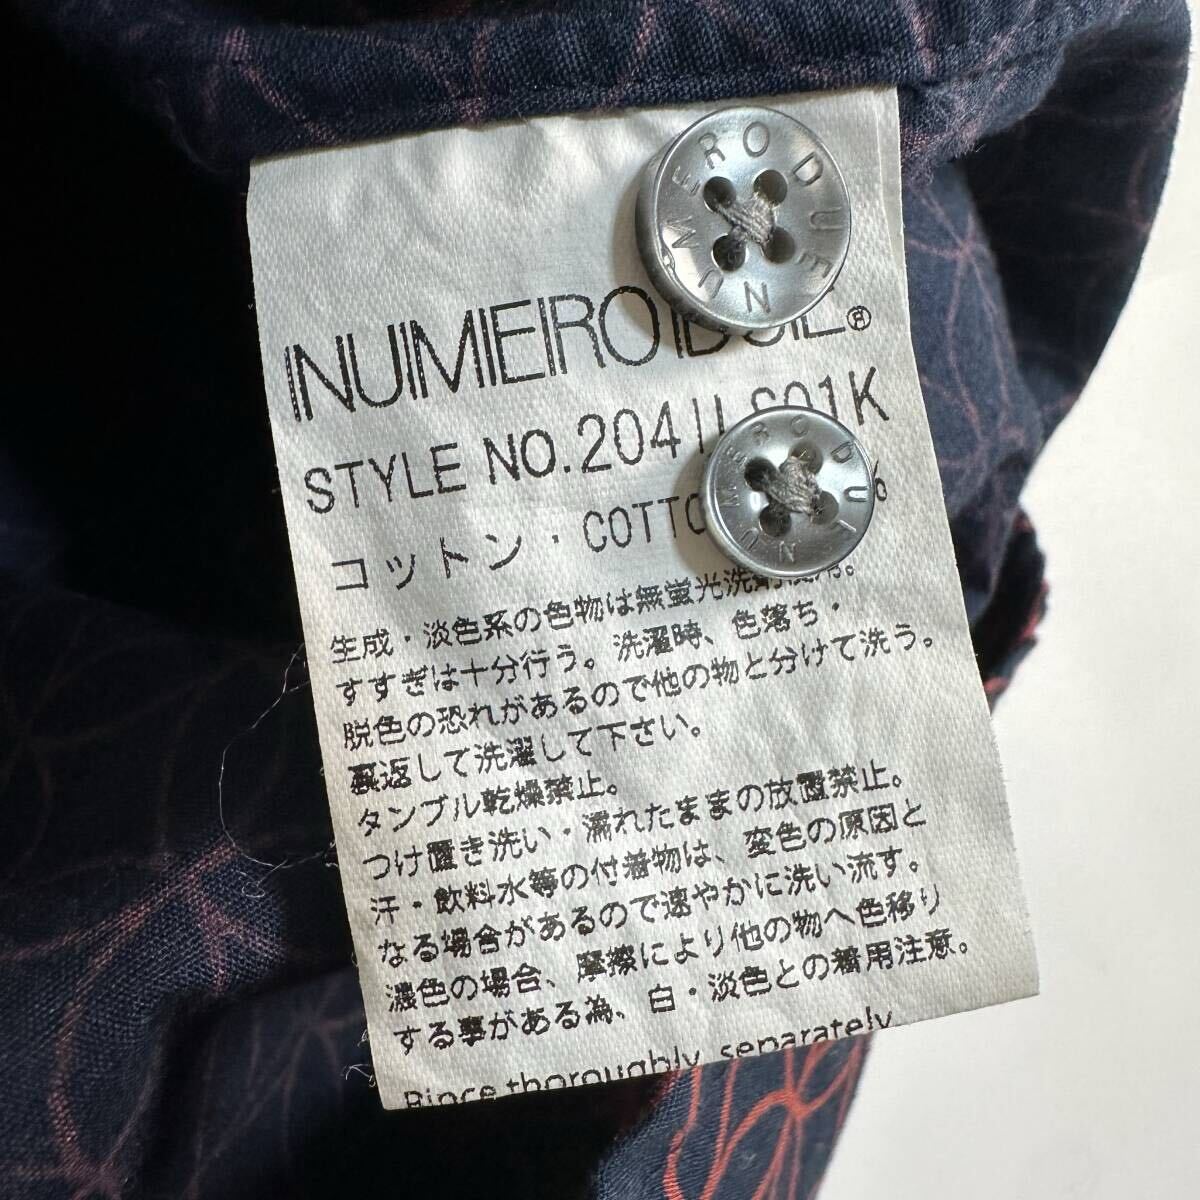 NUMERO DUE
NUMERO DUE
NUMERO DUE®
STYLE NO.204
コットン・
生成・淡色系の色物は無蛍光洗剤使用。
すすぎは十分行う。洗濯時、色落ち・
脱色の恐れがあるので他の物と分けて洗う。
裏返して洗濯して下さい。
タンブル乾燥禁止。
つけ置き洗い・濡れたままの放置禁止。
汗・飲料水等の付着物は、変色の原因と
なる場合があるので速やかに洗い流す。
濃色の場合、摩擦により他の物へ色移り
する事がある為、白・淡色との着用注意。
Rince thoroughly separately